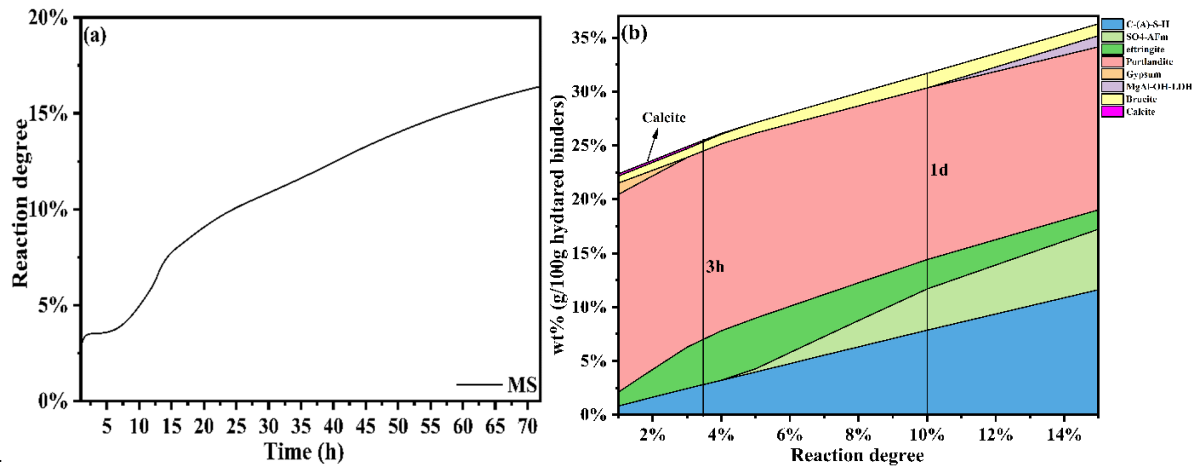 (a)
20%
15%
10%
5%
0%
Reaction degree
5 10 15 20 25 30 35 40 45 50 55 60 65 70
Time (h)
MS
(b)
35%
30%
25%
20%
15%
10%
5%
0%
wt% (g/100g hydtared binders)
2% 4% 6% 8% 10% 12% 14%
Reaction degree
Calcite
3h
1d
C-(A)-S-H
SO4-AFm
ettringite
Portlandite
Gypsum
MgAl-OH-LDH
Brucite
Calcite